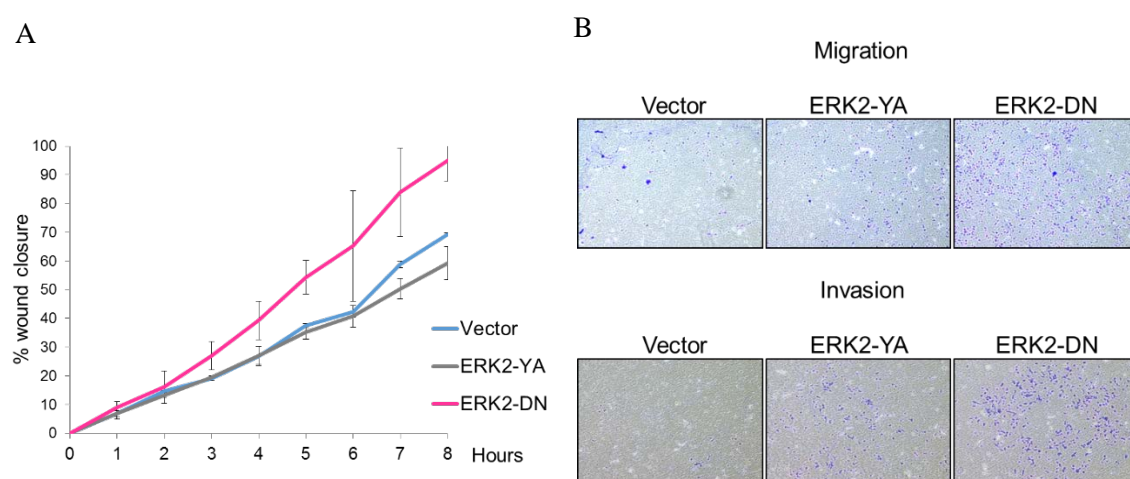 A
% wound closure
100
90
80
70
60
50
40
30
20
10
0
0 1 2 3 4 5 6 7 8 Hours
Vector
ERK2-YA
ERK2-DN
B
Migration
Vector ERK2-YA ERK2-DN
Invasion
Vector ERK2-YA ERK2-DN